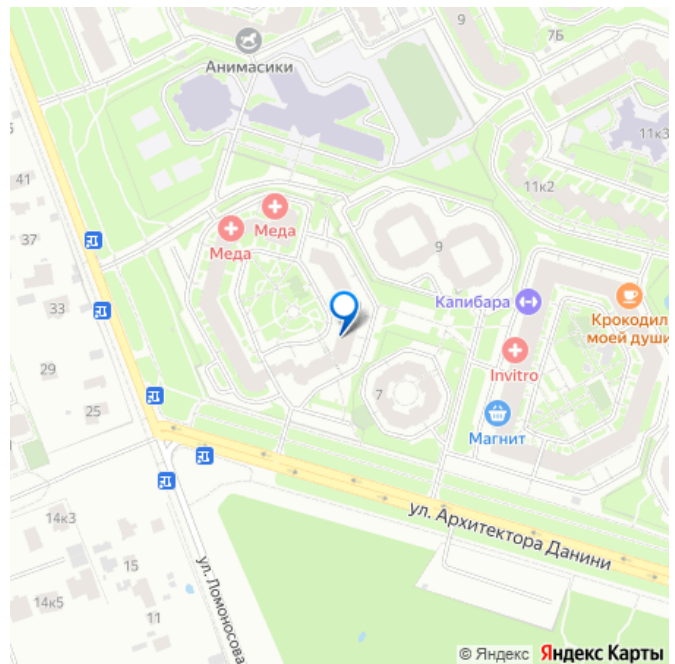 9
7Б
Анимасики
11к3
41
11к2
Меда
37
Меда
9
Капибара
33
Крокодил
моей души
29
Invitro
7
25
Магнит
ул. Архитектора Данини
14к3
ул. Ломоносова
15
14к5
11
© Яндекс Яндекс Карты